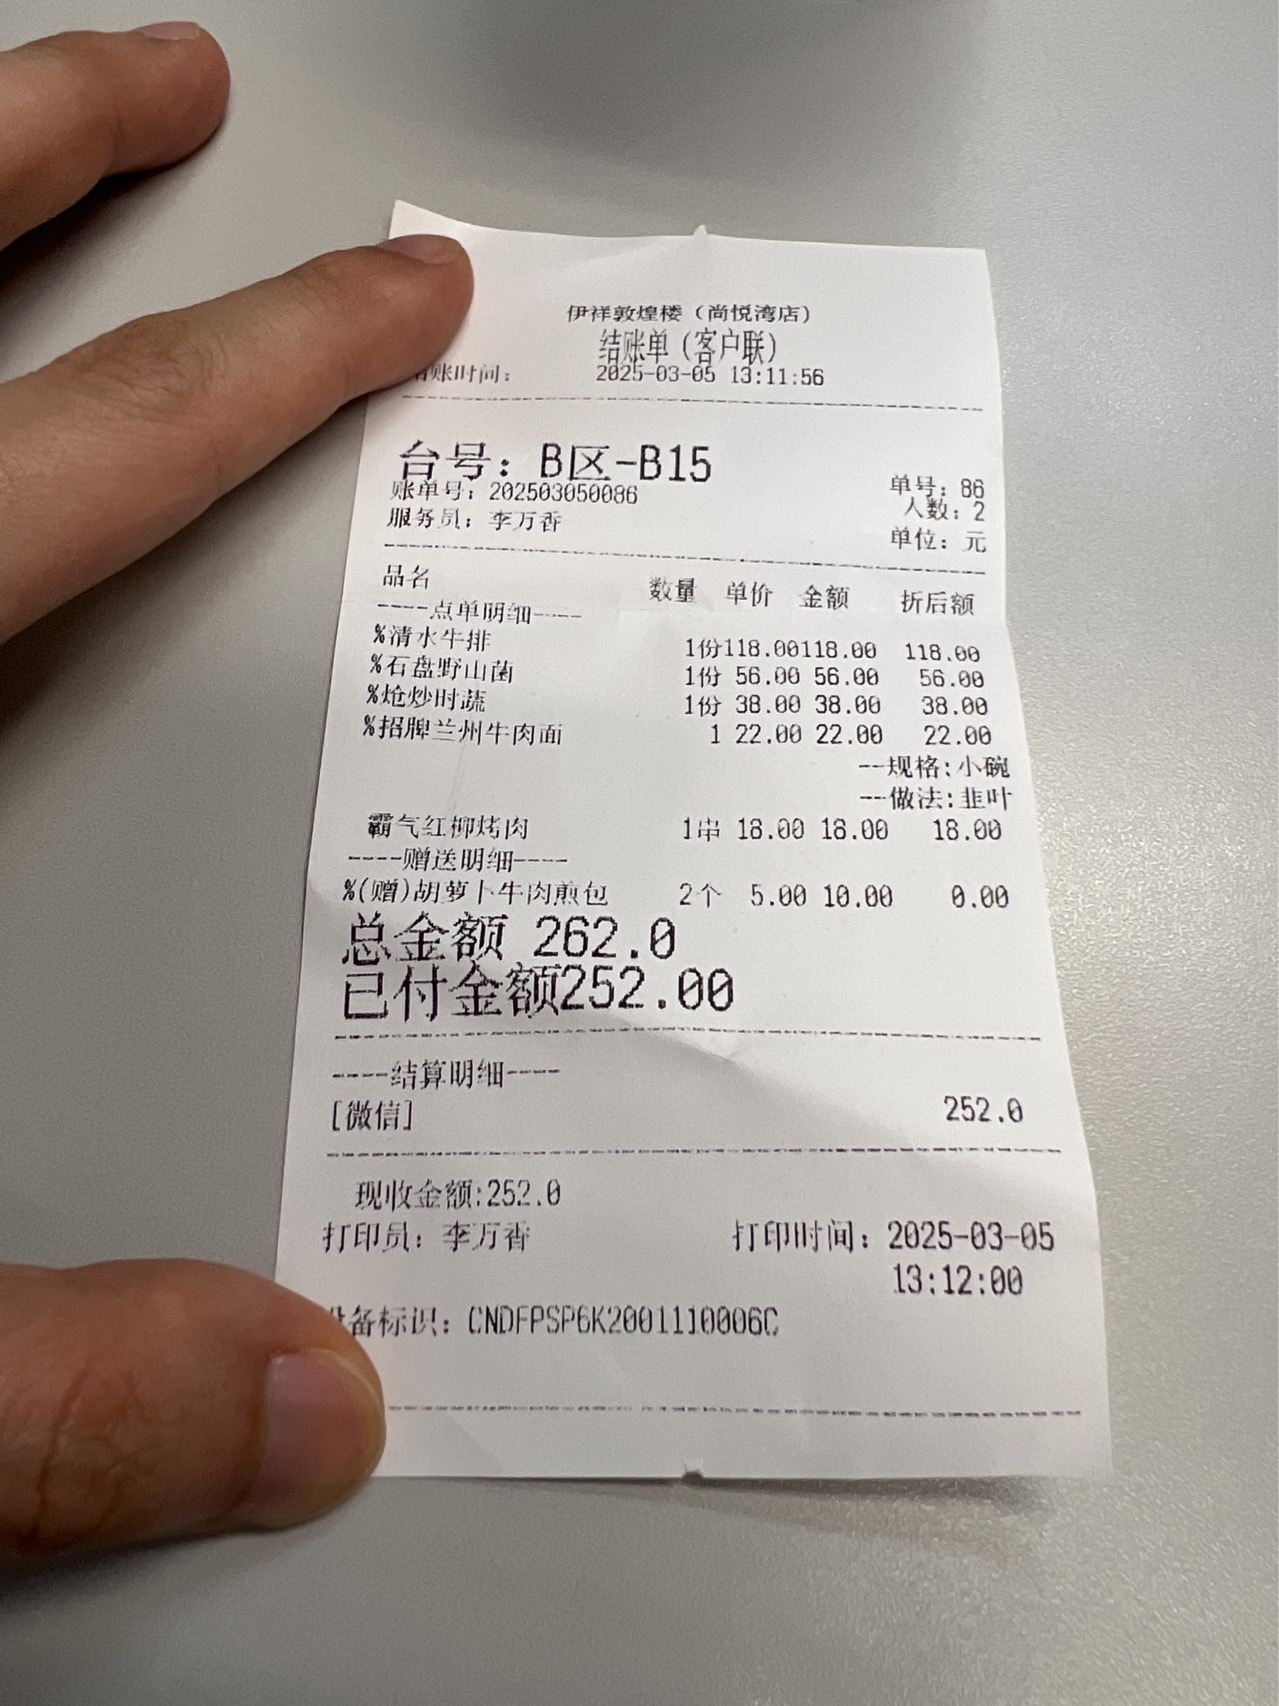 伊祥敦煌楼（尚悦湾店）
结账单（客户联）
账时间： 2025-03-05 13:11:56
台号：B区-B15
账单号：202503050086 单号：86
人数：2
服务员：李万香 单位：元
品名 数量 单价 金额 折后额
----点单明细----
%清水牛排 1份118.00118.00 118.00
%石盘野山菌 1份 56.00 56.00 56.00
%炝炒时蔬 1份 38.00 38.00 38.00
%招牌兰州牛肉面 1 22.00 22.00 22.00
--规格:小碗
--做法:韭叶
霸气红柳烤肉 1串 18.00 18.00 18.00
----赠送明细----
%(赠)胡萝卜牛肉煎包 2个 5.00 10.00 0.00
总金额 262.0
已付金额252.00
----结算明细----
[微信] 252.0
现收金额:252.0
打印员：李万香 打印时间：2025-03-05
13:12:00
备标识：CNDFPSP6K2001110006C